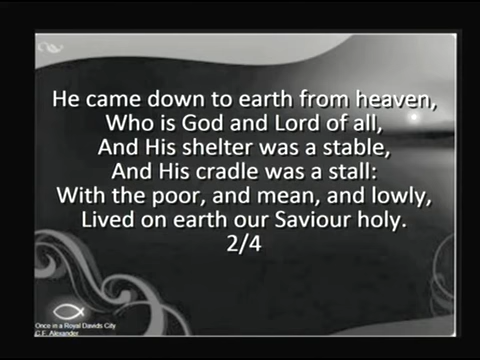 He came down to earth from heaven,
Who is God and Lord of all,
And His shelter was a stable,
And His cradle was a stall:
With the poor, and mean, and lowly,
Lived on earth our Saviour holy.
2/4
Once in a Royal Davids City
C.F. Alexander